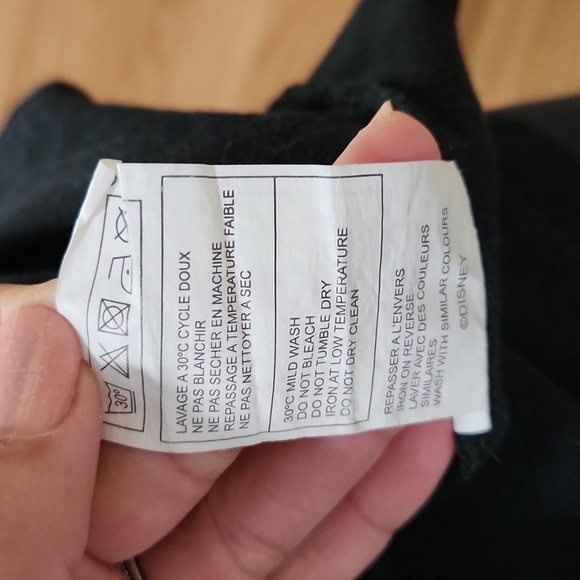 30°
LAVAGE A 30°C CYCLE DOUX
NE PAS BLANCHIR
NE PAS SECHER EN MACHINE
REPASSAGE A TEMPERATURE FAIBLE
NE PAS NETTOYER A SEC
30°C MILD WASH
DO NOT BLEACH
DO NOT TUMBLE DRY
IRON AT LOW TEMPERATURE
DO NOT DRY CLEAN
REPASSER A L'ENVERS
IRON ON REVERSE
LAVER AVEC DES COULEURS
SIMILAIRES
WASH WITH SIMILAR COLOURS
©DISNEY